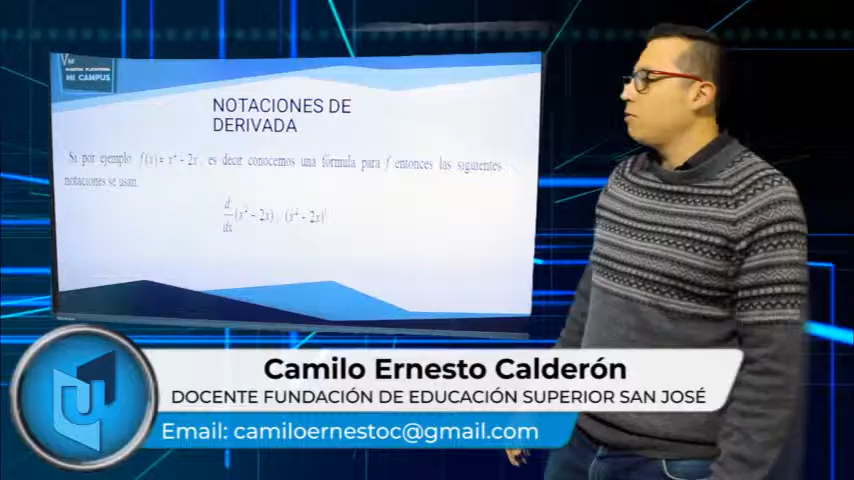 MI CAMPUS
NOTACIONES DE
DERIVADA
Si por ejemplo f(x) = x² - 2x, es decir conocemos una fórmula para f entonces las siguientes
notaciones se usan
d/dx (x² - 2x), (x² - 2x)'
Camilo Ernesto Calderón
DOCENTE FUNDACIÓN DE EDUCACIÓN SUPERIOR SAN JOSÉ
Email: camiloernestoc@gmail.com